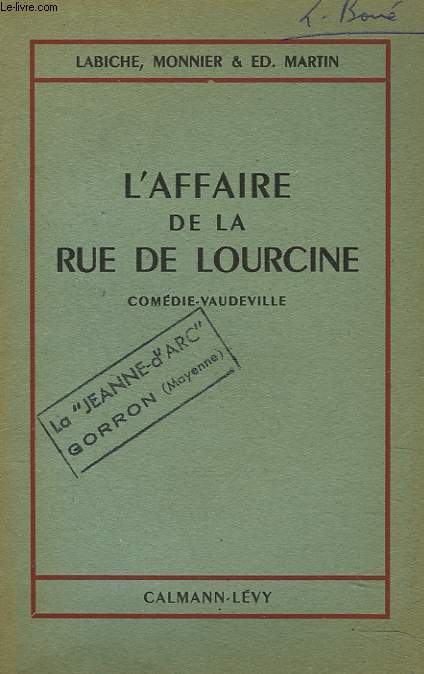 Le-livre.com
L. Boué
LABICHE, MONNIER & ED. MARTIN
L'AFFAIRE
DE LA
RUE DE LOURCINE
COMÉDIE-VAUDEVILLE
La "JEANNE-d'ARC"
GORRON (Mayenne)
CALMANN-LÉVY